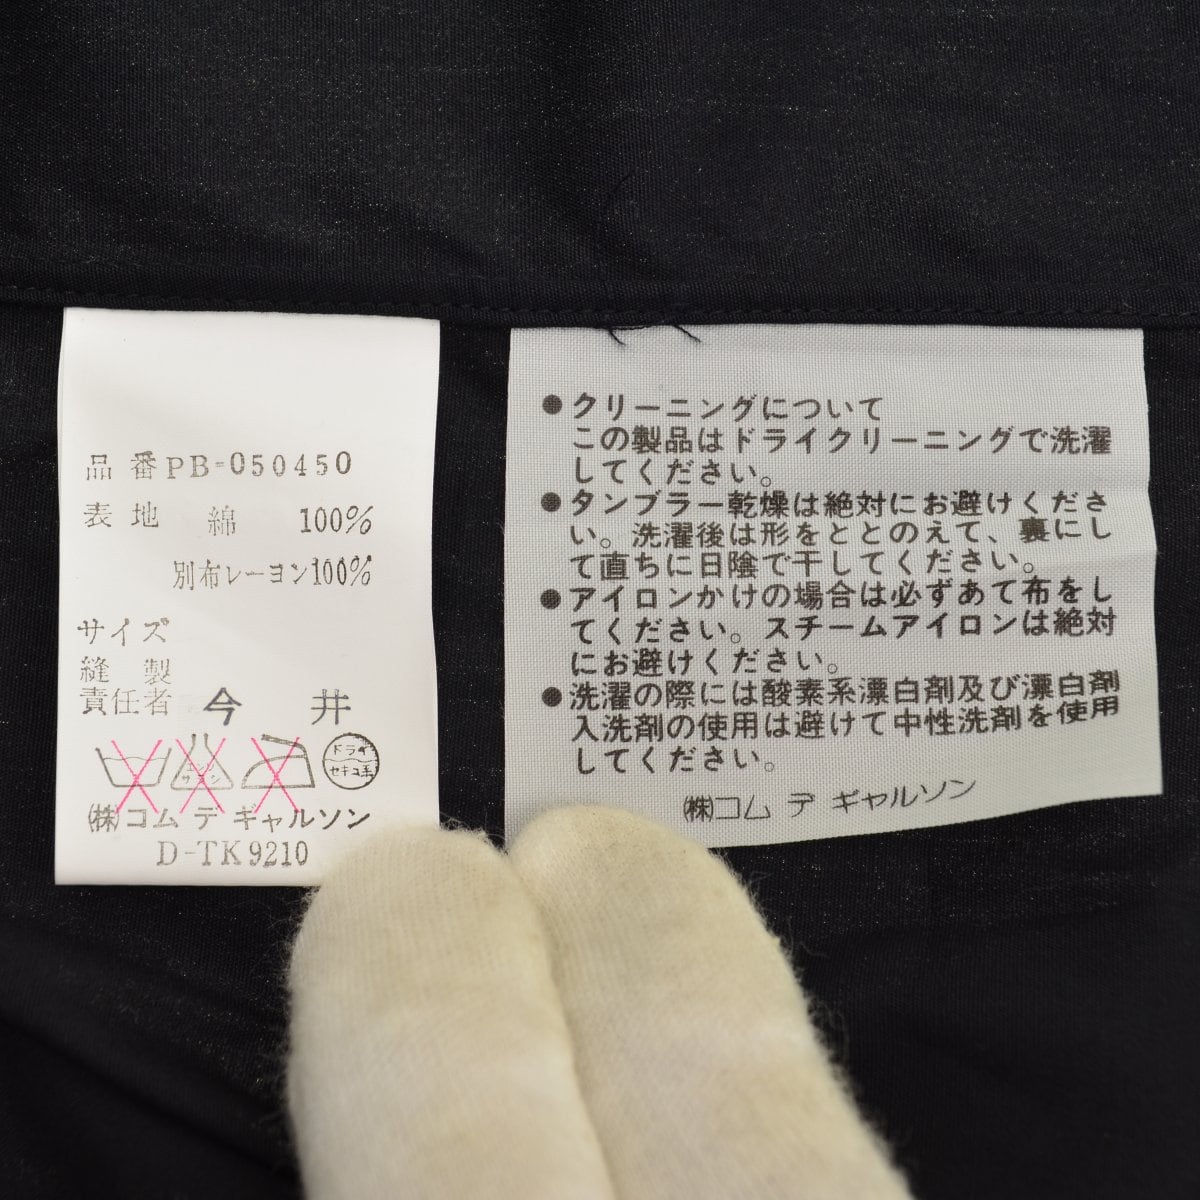 品番PB-050450
表地 綿 100%
別布レーヨン100%
サイズ
縫製
責任者 今 井
エンソ
サラシ
ドライ
セキユ系
㈱コム デ ギャルソン
D-TK9210
●クリーニングについて
この製品はドライクリーニングで洗濯
してください。
●タンブラー乾燥は絶対にお避けくださ
い。洗濯後は形をととのえて、裏にし
て直ちに日陰で干してください。
●アイロンかけの場合は必ずあて布をし
てください。スチームアイロンは絶対
にお避けください。
●洗濯の際には酸素系漂白剤及び漂白剤
入洗剤の使用は避けて中性洗剤を使用
してください。
㈱コム デ ギャルソン